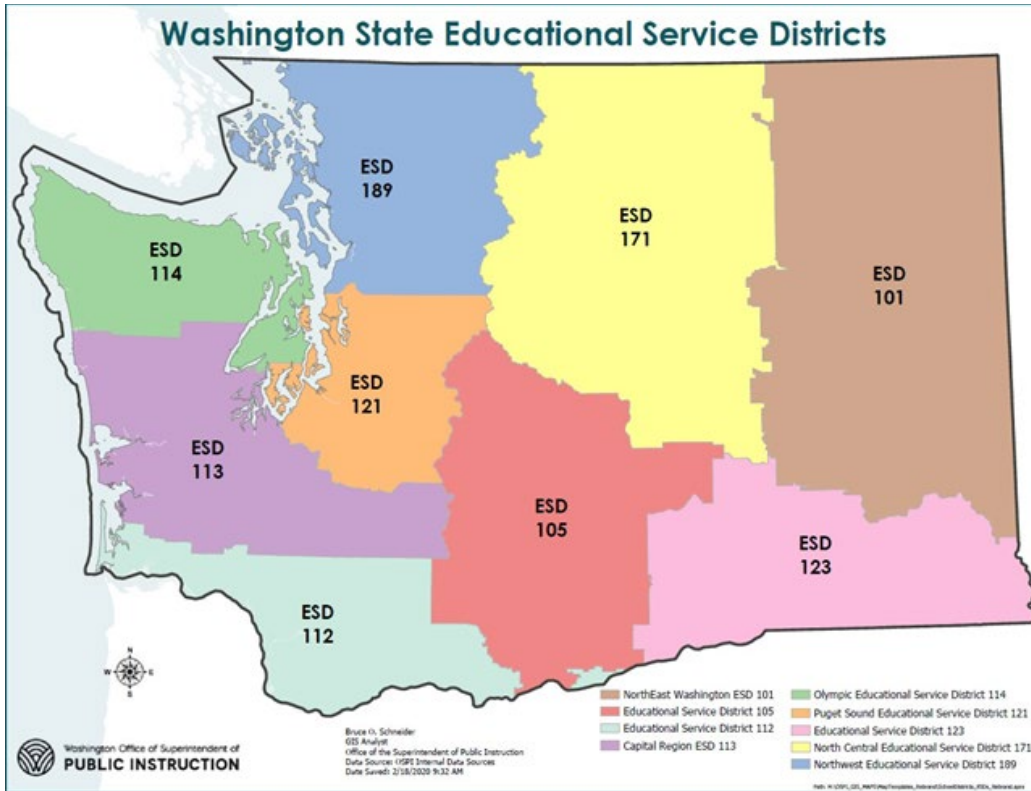 Washington State Educational Service Districts
ESD
189
ESD
171
ESD
114
ESD
101
ESD
121
ESD
113
ESD
105
ESD
123
ESD
112
N
W
E
S
NorthEast Washington ESD 101
Educational Service District 105
Educational Service District 112
Capital Region ESD 113
Olympic Educational Service District 114
Puget Sound Educational Service District 121
Educational Service District 123
North Central Educational Service District 171
Northwest Educational Service District 189
Washington Office of Superintendent of
PUBLIC INSTRUCTION
Bruce O. Schneider
GIS Analyst
Office of the Superintendent of Public Instruction
Data Source: OSPI Internal Data Sources
Date Saved: 2/18/2020 9:32 AM